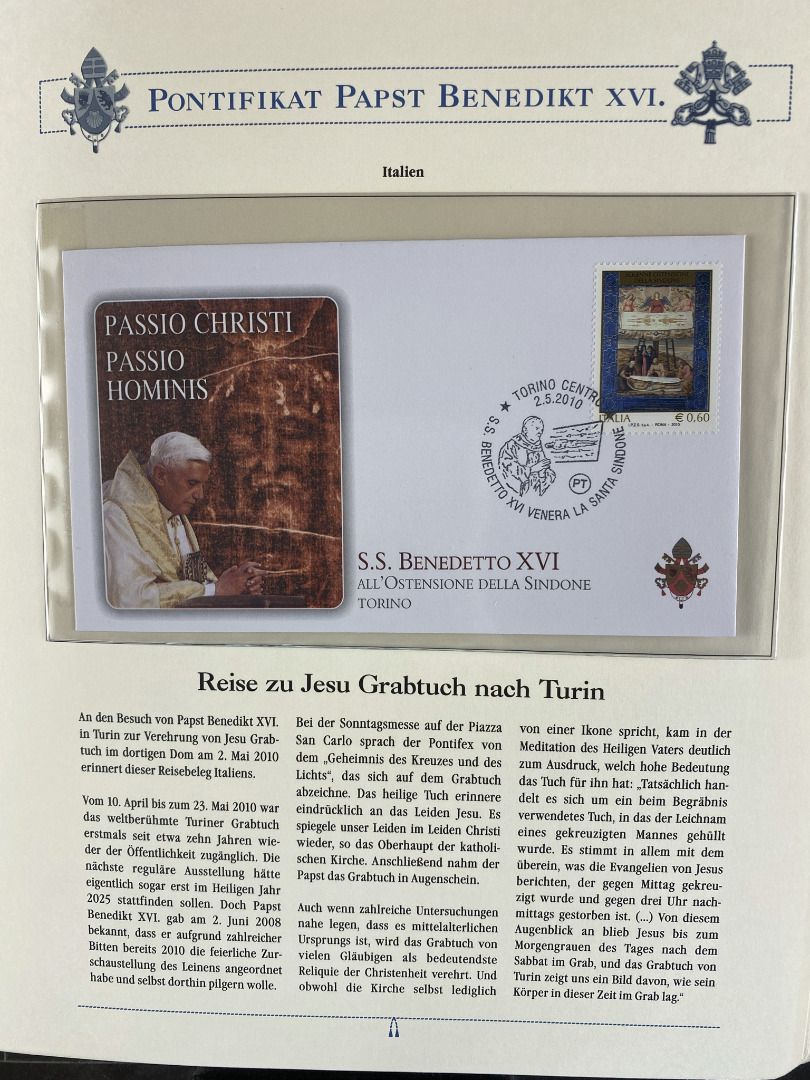 PONTIFIKAT PAPST BENEDIKT XVI.
Italien
PASSIO CHRISTI
PASSIO
HOMINIS
SOLENNE OSTENSIONE
DELLA SINDONE
ITALIA
€ 0,60
I.P.Z.S. S.p.A. - ROMA - 2010
★ TORINO CENTRO ★
2.5.2010
S.S. BENEDETTO XVI VENERA LA SANTA SINDONE
PT
S.S. BENEDETTO XVI
ALL'OSTENSIONE DELLA SINDONE
TORINO
Reise zu Jesu Grabtuch nach Turin
An den Besuch von Papst Benedikt XVI.
in Turin zur Verehrung von Jesu Grab-
tuch im dortigen Dom am 2. Mai 2010
erinnert dieser Reisebeleg Italiens.
Vom 10. April bis zum 23. Mai 2010 war
das weltberühmte Turiner Grabtuch
erstmals seit etwa zehn Jahren wie-
der der Öffentlichkeit zugänglich. Die
nächste reguläre Ausstellung hätte
eigentlich sogar erst im Heiligen Jahr
2025 stattfinden sollen. Doch Papst
Benedikt XVI. gab am 2. Juni 2008
bekannt, dass er aufgrund zahlreicher
Bitten bereits 2010 die feierliche Zur-
schaustellung des Leinens angeordnet
habe und selbst dorthin pilgern wolle.
Bei der Sonntagsmesse auf der Piazza
San Carlo sprach der Pontifex von
dem „Geheimnis des Kreuzes und des
Lichts“, das sich auf dem Grabtuch
abzeichne. Das heilige Tuch erinnere
eindrücklich an das Leiden Jesu. Es
spiegele unser Leiden im Leiden Christi
wieder, so das Oberhaupt der katholi-
schen Kirche. Anschließend nahm der
Papst das Grabtuch in Augenschein.
Auch wenn zahlreiche Untersuchungen
nahe legen, dass es mittelalterlichen
Ursprungs ist, wird das Grabtuch von
vielen Gläubigen als bedeutendste
Reliquie der Christenheit verehrt. Und
obwohl die Kirche selbst lediglich
von einer Ikone spricht, kam in der
Meditation des Heiligen Vaters deutlich
zum Ausdruck, welch hohe Bedeutung
das Tuch für ihn hat: „Tatsächlich han-
delt es sich um ein beim Begräbnis
verwendetes Tuch, in das der Leichnam
eines gekreuzigten Mannes gehüllt
wurde. Es stimmt in allem mit dem
überein, was die Evangelien von Jesus
berichten, der gegen Mittag gekreu-
zigt wurde und gegen drei Uhr nach-
mittags gestorben ist. (...) Von diesem
Augenblick an blieb Jesus bis zum
Morgengrauen des Tages nach dem
Sabbat im Grab, und das Grabtuch von
Turin zeigt uns ein Bild davon, wie sein
Körper in dieser Zeit im Grab lag.“